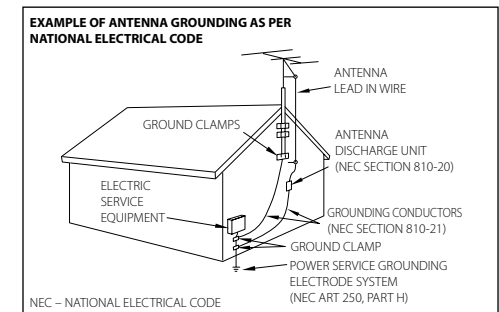 EXAMPLE OF ANTENNA GROUNDING AS PER
NATIONAL ELECTRICAL CODE
ANTENNA
LEAD IN WIRE
GROUND CLAMPS
ANTENNA
DISCHARGE UNIT
(NEC SECTION 810-20)
ELECTRIC
SERVICE
EQUIPMENT
GROUNDING CONDUCTORS
(NEC SECTION 810-21)
GROUND CLAMP
POWER SERVICE GROUNDING
ELECTRODE SYSTEM
(NEC ART 250, PART H)
NEC – NATIONAL ELECTRICAL CODE